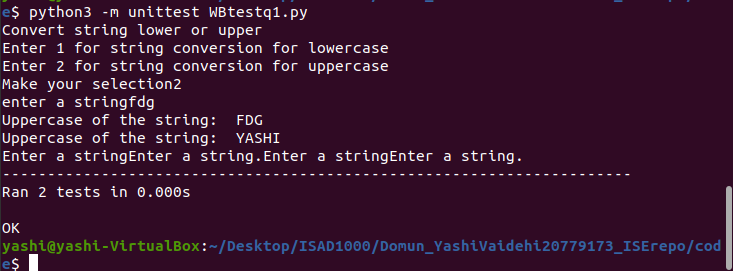 e$ python3 -m unittest WBtestq1.py
Convert string lower or upper
Enter 1 for string conversion for lowercase
Enter 2 for string conversion for uppercase
Make your selection2
enter a stringfdg
Uppercase of the string:  FDG
Uppercase of the string:  YASHI
Enter a stringEnter a string.Enter a stringEnter a string.
----------------------------------------------------------------------
Ran 2 tests in 0.000s

OK
yashi@yashi-VirtualBox:~/Desktop/ISAD1000/Domun_YashiVaidehi20779173_ISErepo/cod
e$